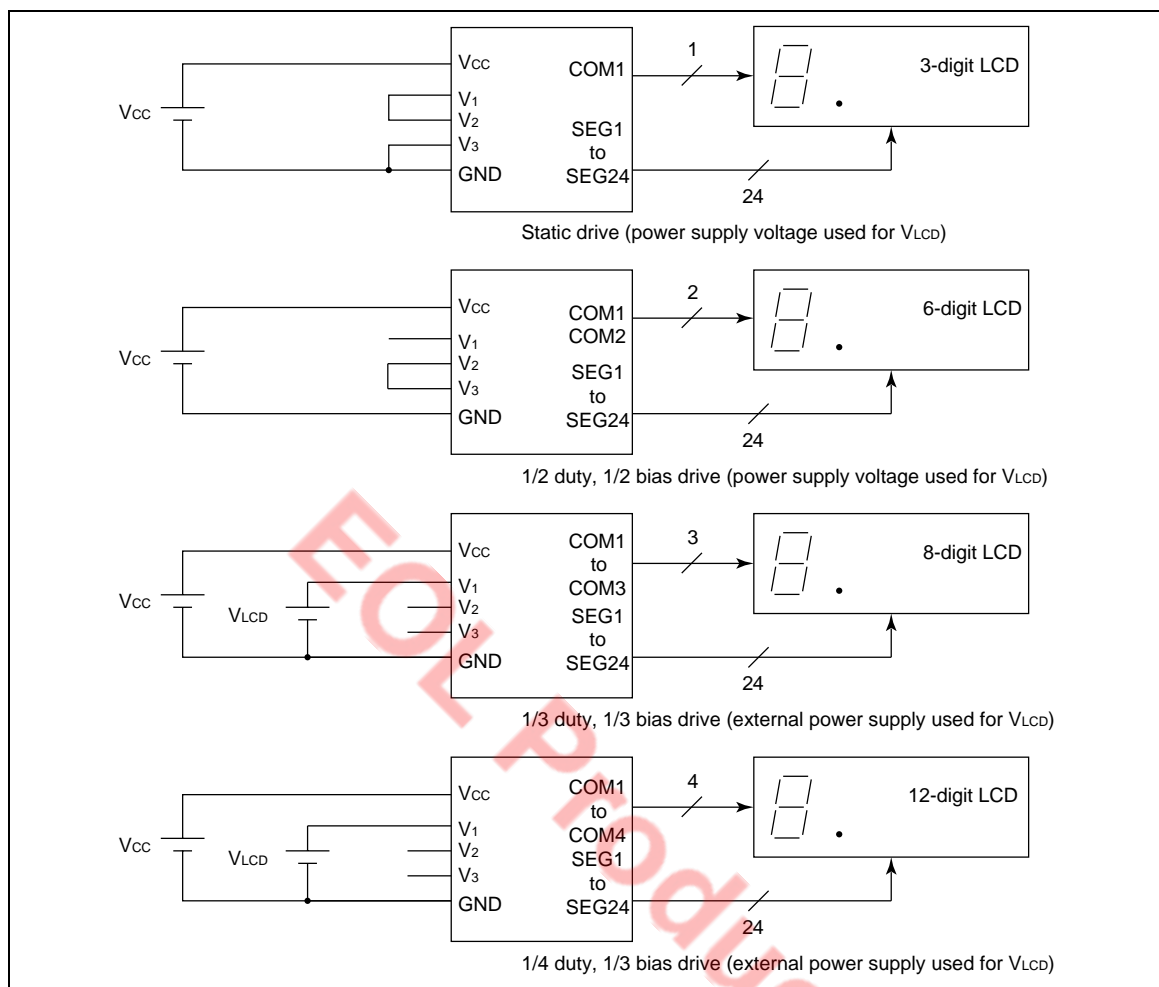 VCC
VCC
V1
V2
V3
GND
COM1
SEG1
to
SEG24
1
24
3-digit LCD
Static drive (power supply voltage used for VLCD)
VCC
VCC
V1
V2
V3
GND
COM1
COM2
SEG1
to
SEG24
2
24
6-digit LCD
1/2 duty, 1/2 bias drive (power supply voltage used for VLCD)
VCC
VLCD
VCC
V1
V2
V3
GND
COM1
to
COM3
SEG1
to
SEG24
3
24
8-digit LCD
1/3 duty, 1/3 bias drive (external power supply used for VLCD)
VCC
VLCD
VCC
V1
V2
V3
GND
COM1
to
COM4
SEG1
to
SEG24
4
24
12-digit LCD
1/4 duty, 1/3 bias drive (external power supply used for VLCD)
EOL